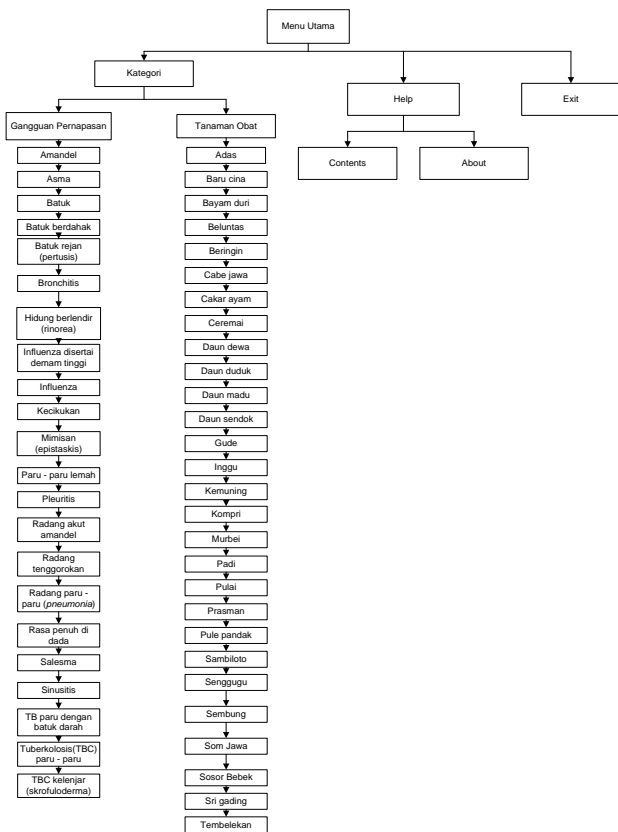 Menu Utama
Kategori
Help
Exit
Gangguan Pernapasan
Tanaman Obat
Contents
About
Amandel
Asma
Batuk
Batuk berdahak
Batuk rejan
(pertusis)
Bronchitis
Hidung berlendir
(rinorea)
Influenza disertai
demam tinggi
Influenza
Kecikukan
Mimisan
(epistaskis)
Paru - paru lemah
Pleuritis
Radang akut
amandel
Radang
tenggorokan
Radang paru -
paru (pneumonia)
Rasa penuh di
dada
Salesma
Sinusitis
TB paru dengan
batuk darah
Tuberkolosis(TBC)
paru - paru
TBC kelenjar
(skrofuloderma)
Adas
Baru cina
Bayam duri
Beluntas
Beringin
Cabe jawa
Cakar ayam
Ceremai
Daun dewa
Daun duduk
Daun madu
Daun sendok
Gude
Inggu
Kemuning
Kompri
Murbei
Padi
Pulai
Prasman
Pule pandak
Sambiloto
Senggugu
Sembung
Som Jawa
Sosor Bebek
Sri gading
Tembelekan